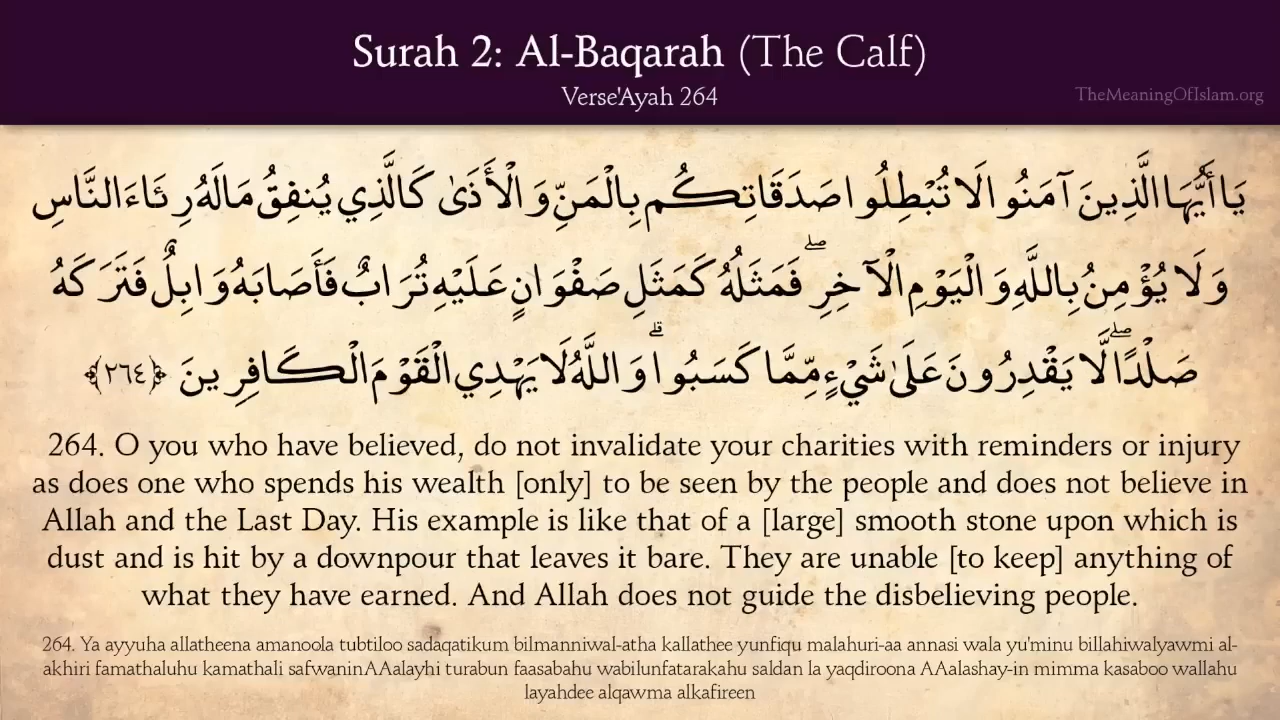 Surah 2: Al-Baqarah (The Calf)
Verse'Ayah 264
TheMeaningOfIslam.org
يَا أَيُّهَا الَّذِينَ آمَنُوا لَا تُبْطِلُوا صَدَقَاتِكُم بِالْمَنِّ وَالْأَذَىٰ كَالَّذِي يُنفِقُ مَالَهُ رِئَاءَ النَّاسِ
وَلَا يُؤْمِنُ بِاللَّهِ وَالْيَوْمِ الْآخِرِ ۖ فَمَثَلُهُ كَمَثَلِ صَفْوَانٍ عَلَيْهِ تُرَابٌ فَأَصَابَهُ وَابِلٌ فَتَرَكَهُ
صَلْدًا ۖ لَّا يَقْدِرُونَ عَلَىٰ شَيْءٍ مِّمَّا كَسَبُوا ۗ وَاللَّهُ لَا يَهْدِي الْقَوْمَ الْكَافِرِينَ ﴿٢٦٤﴾
264. O you who have believed, do not invalidate your charities with reminders or injury
as does one who spends his wealth [only] to be seen by the people and does not believe in
Allah and the Last Day. His example is like that of a [large] smooth stone upon which is
dust and is hit by a downpour that leaves it bare. They are unable [to keep] anything of
what they have earned. And Allah does not guide the disbelieving people.
264. Ya ayyuha allatheena amanoola tubtiloo sadaqatikum bilmanniwal-atha kallathee yunfiqu malahuri-aa annasi wala yu'minu billahiwalyawmi al-
akhiri famathaluhu kamathali safwaninAAalayhi turabun faasabahu wabilunfatarakahu saldan la yaqdiroona AAalashay-in mimma kasaboo wallahu
layahdee alqawma alkafireen